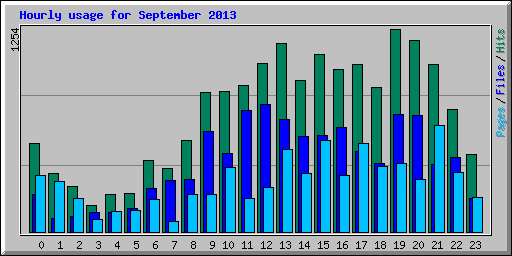 Hourly usage for September 2013
1254
Pages / Files / Hits
0 1 2 3 4 5 6 7 8 9 10 11 12 13 14 15 16 17 18 19 20 21 22 23